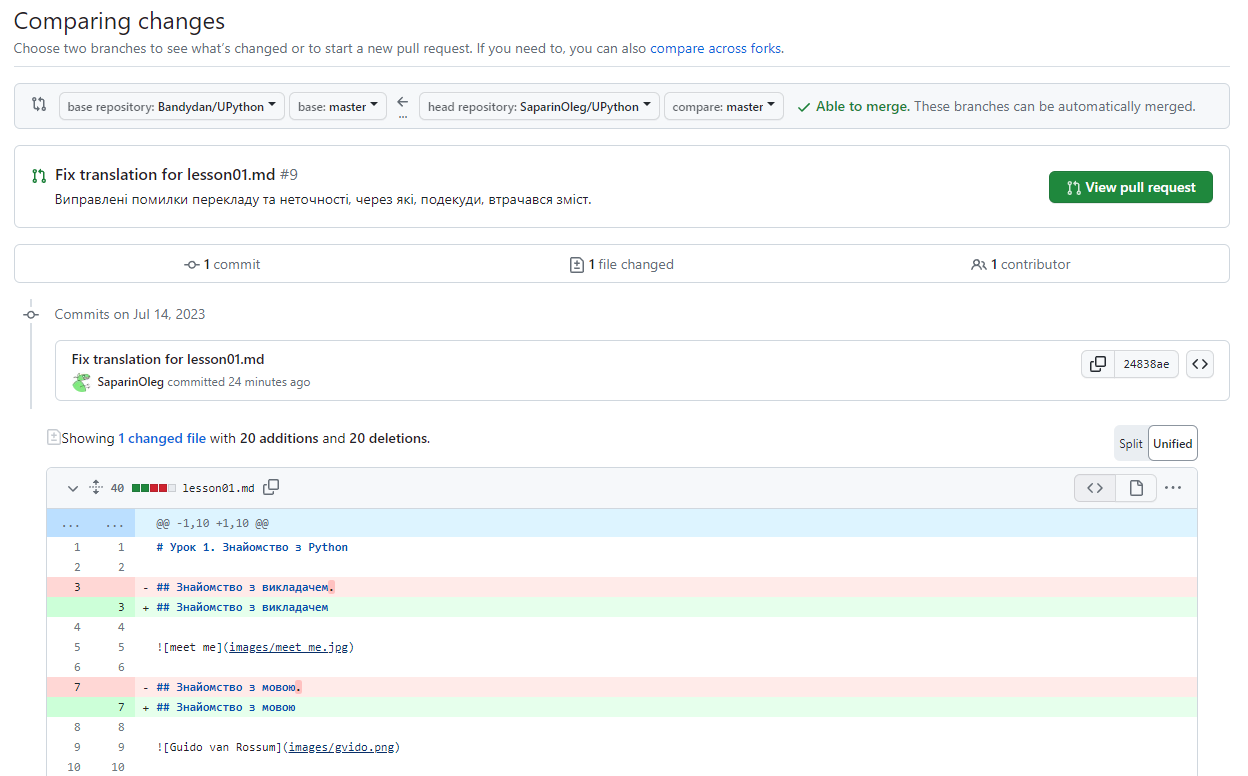 Comparing changes
Choose two branches to see what's changed or to start a new pull request. If you need to, you can also compare across forks.
base repository: Bandydan/UPython base: master ... head repository: SaparinOleg/UPython compare: master Able to merge. These branches can be automatically merged.
Fix translation for lesson01.md #9
View pull request
Виправлені помилки перекладу та неточності, через які, подекуди, втрачався зміст.
1 commit 1 file changed 1 contributor
Commits on Jul 14, 2023
Fix translation for lesson01.md
24838ae
SaparinOleg committed 24 minutes ago
Showing 1 changed file with 20 additions and 20 deletions.
Split Unified
40 lesson01.md
... ... @@ -1,10 +1,10 @@
1 1 # Урок 1. Знайомство з Python
2 2
3 - ## Знайомство з викладачем.
3 + ## Знайомство з викладачем
4 4
5 5 ![meet me](images/meet_me.jpg)
6 6
7 - ## Знайомство з мовою.
7 + ## Знайомство з мовою
8 8
9 9 ![Guido van Rossum](images/gvido.png)
10 10